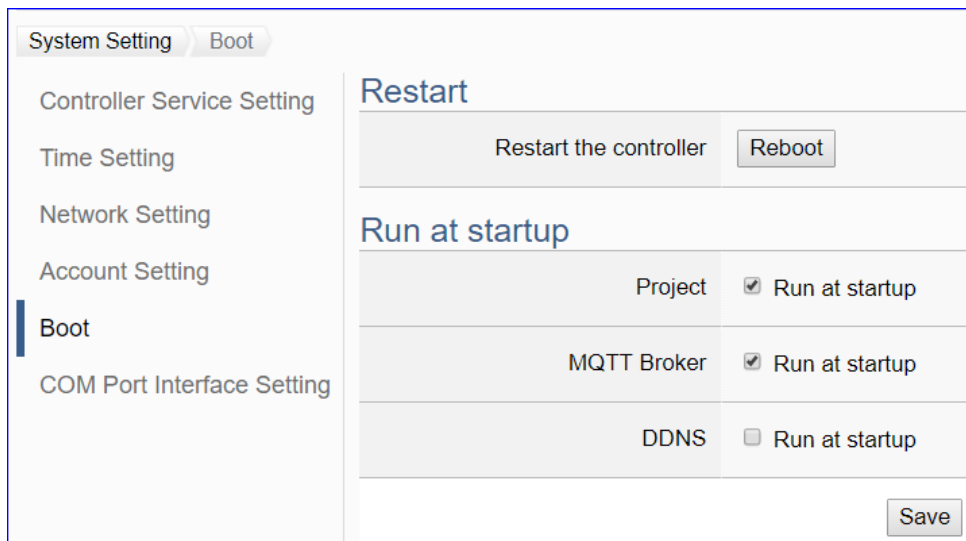 System Setting Boot
Controller Service Setting
Time Setting
Network Setting
Account Setting
Boot
COM Port Interface Setting
Restart
Restart the controller Reboot
Run at startup
Project Run at startup
MQTT Broker Run at startup
DDNS Run at startup
Save